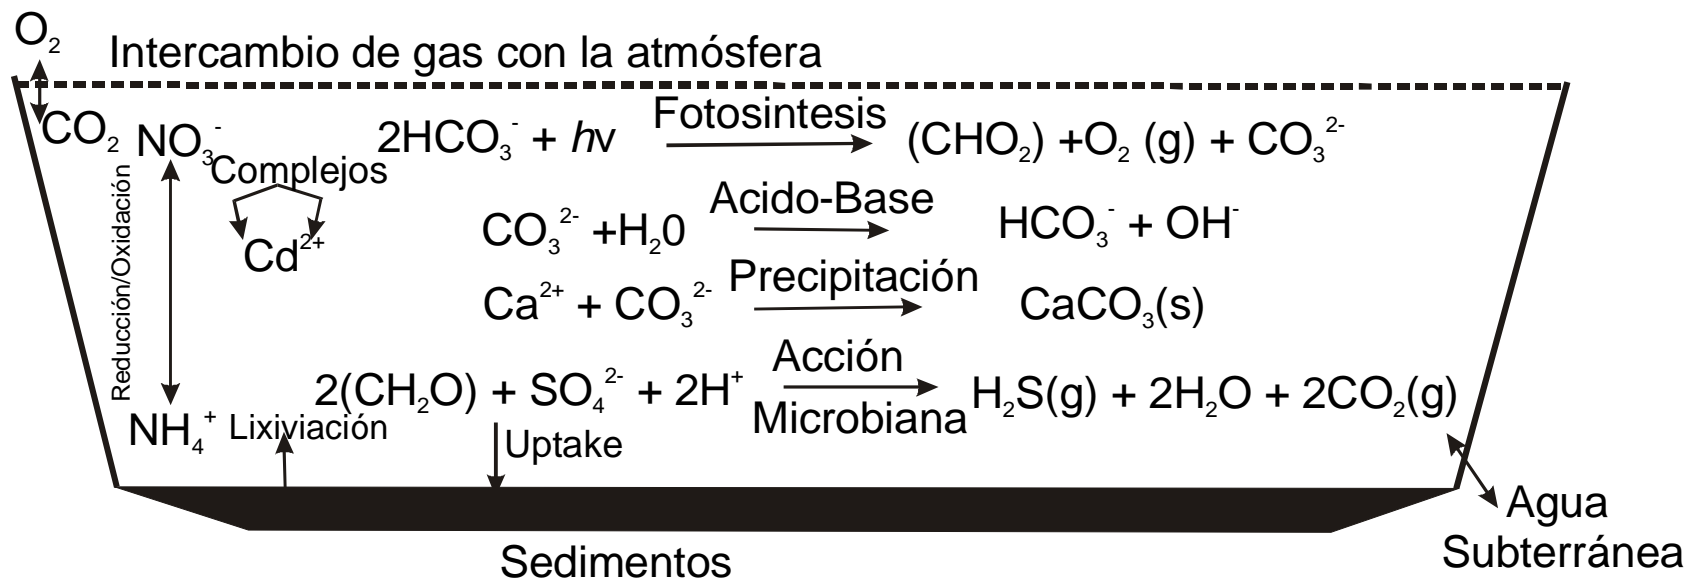 O₂
Intercambio de gas con la atmósfera
CO₂
NO₃⁻
Complejos
Cd²⁺
Reducción/Oxidación
NH₄⁺ Lixiviación
2HCO₃⁻ + hv Fotosintesis (CHO₂) +O₂ (g) + CO₃²⁻
CO₃²⁻ +H₂0 Acido-Base HCO₃⁻ + OH⁻
Ca²⁺ + CO₃²⁻ Precipitación CaCO₃(s)
2(CH₂O) + SO₄²⁻ + 2H⁺ Acción Microbiana H₂S(g) + 2H₂O + 2CO₂(g)
Uptake
Agua
Subterránea
Sedimentos